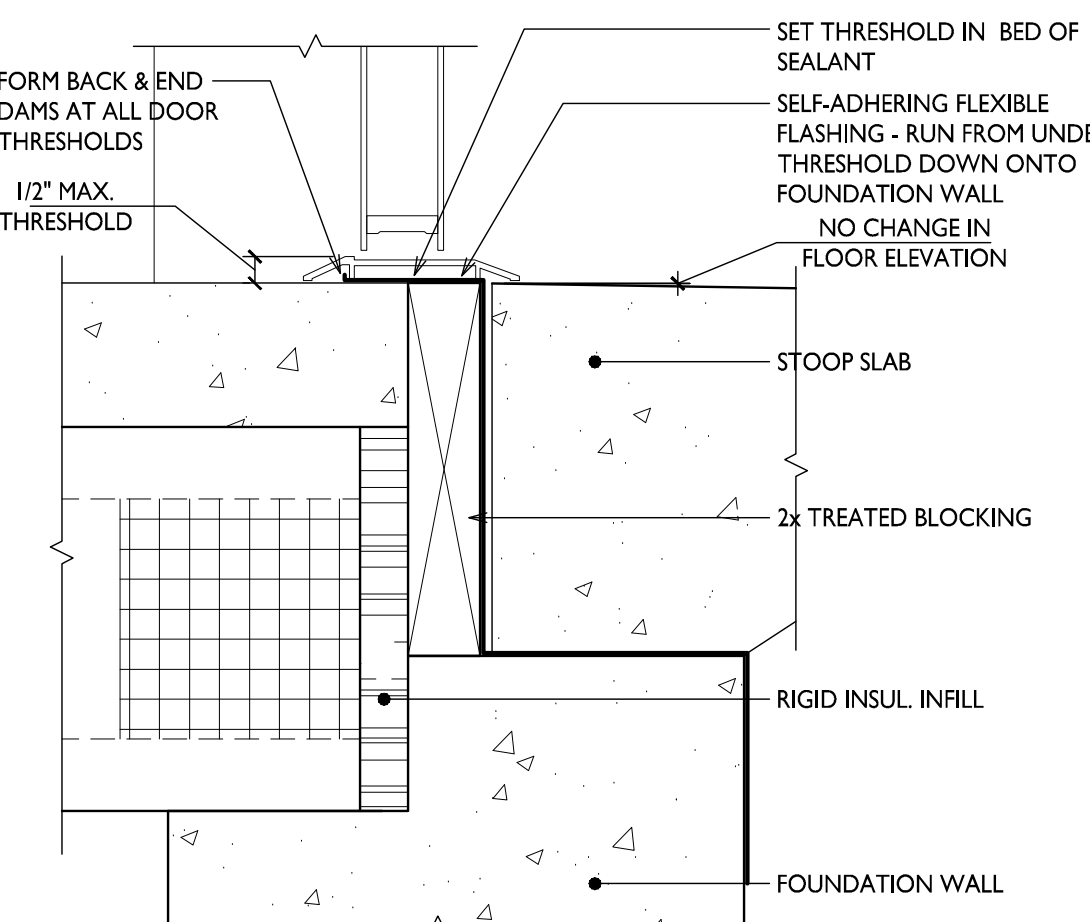 FORM BACK & END
DAMS AT ALL DOOR
THRESHOLDS
1/2" MAX.
THRESHOLD
SET THRESHOLD IN BED OF
SEALANT
SELF-ADHERING FLEXIBLE
FLASHING - RUN FROM UNDE
THRESHOLD DOWN ONTO
FOUNDATION WALL
NO CHANGE IN
FLOOR ELEVATION
STOOP SLAB
2x TREATED BLOCKING
RIGID INSUL. INFILL
FOUNDATION WALL